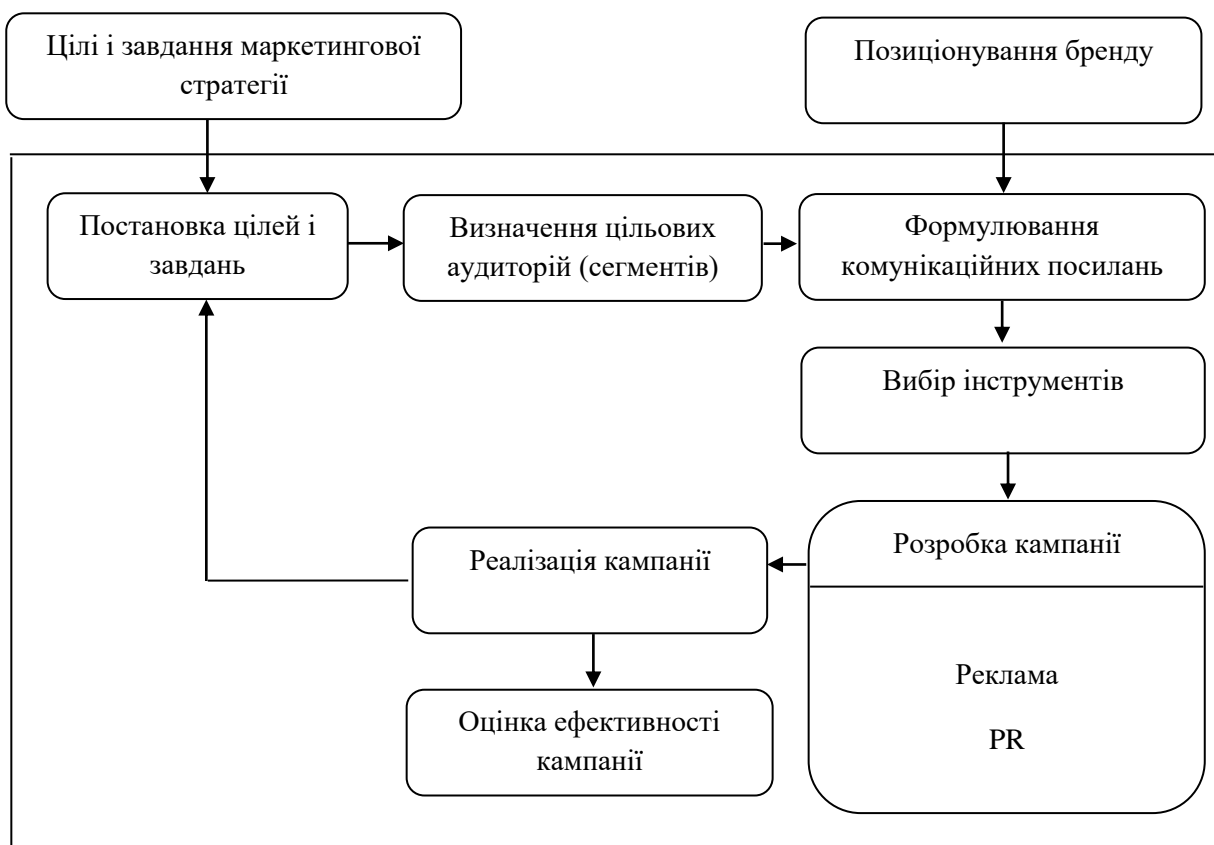 Цілі і завдання маркетингової
стратегії
Позиціонування бренду
Постановка цілей і
завдань
Визначення цільових
аудиторій (сегментів)
Формулювання
комунікаційних посилань
Вибір інструментів
Розробка кампанії
Реклама
PR
Реалізація кампанії
Оцінка ефективності
кампанії